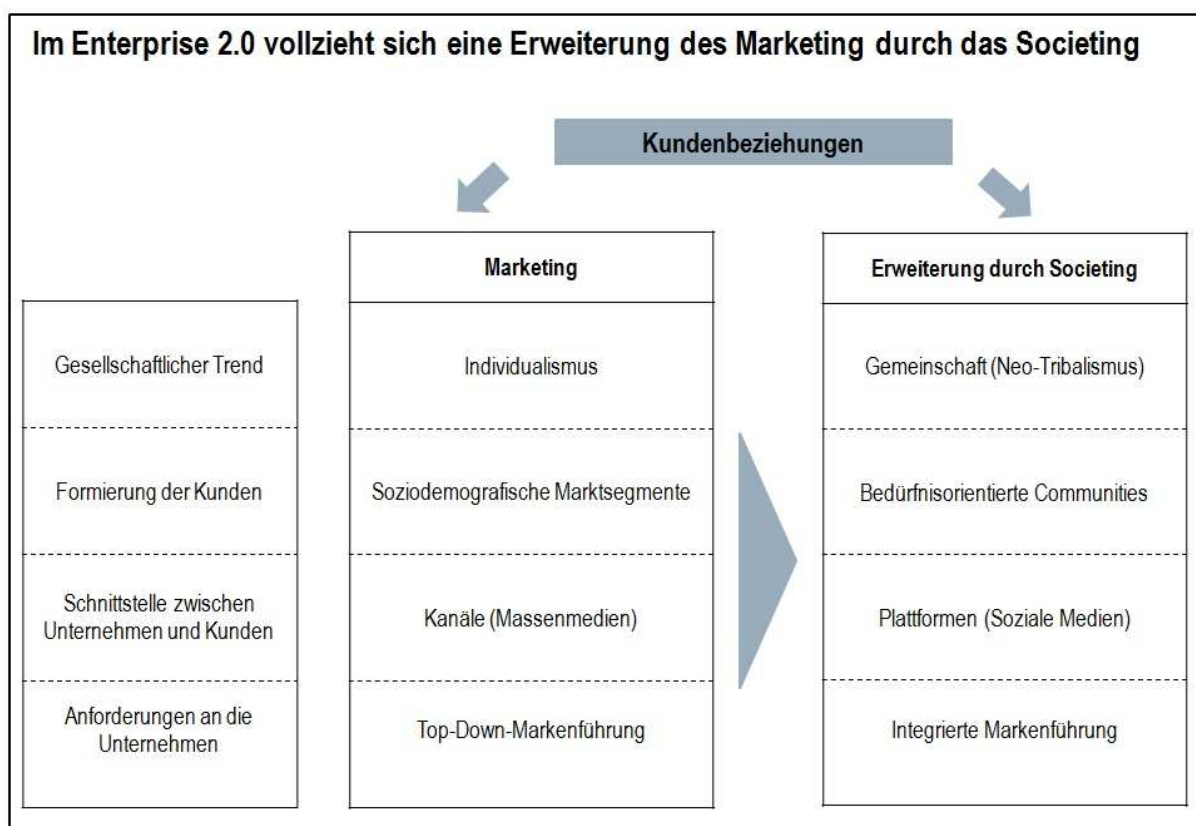 Im Enterprise 2.0 vollzieht sich eine Erweiterung des Marketing durch das Societing
Kundenbeziehungen
Marketing
Erweiterung durch Societing
Gesellschaftlicher Trend
Individualismus
Gemeinschaft (Neo-Tribalismus)
Formierung der Kunden
Soziodemografische Marktsegmente
Bedürfnisorientierte Communities
Schnittstelle zwischen
Unternehmen und Kunden
Kanäle (Massenmedien)
Plattformen (Soziale Medien)
Anforderungen an die
Unternehmen
Top-Down-Markenführung
Integrierte Markenführung